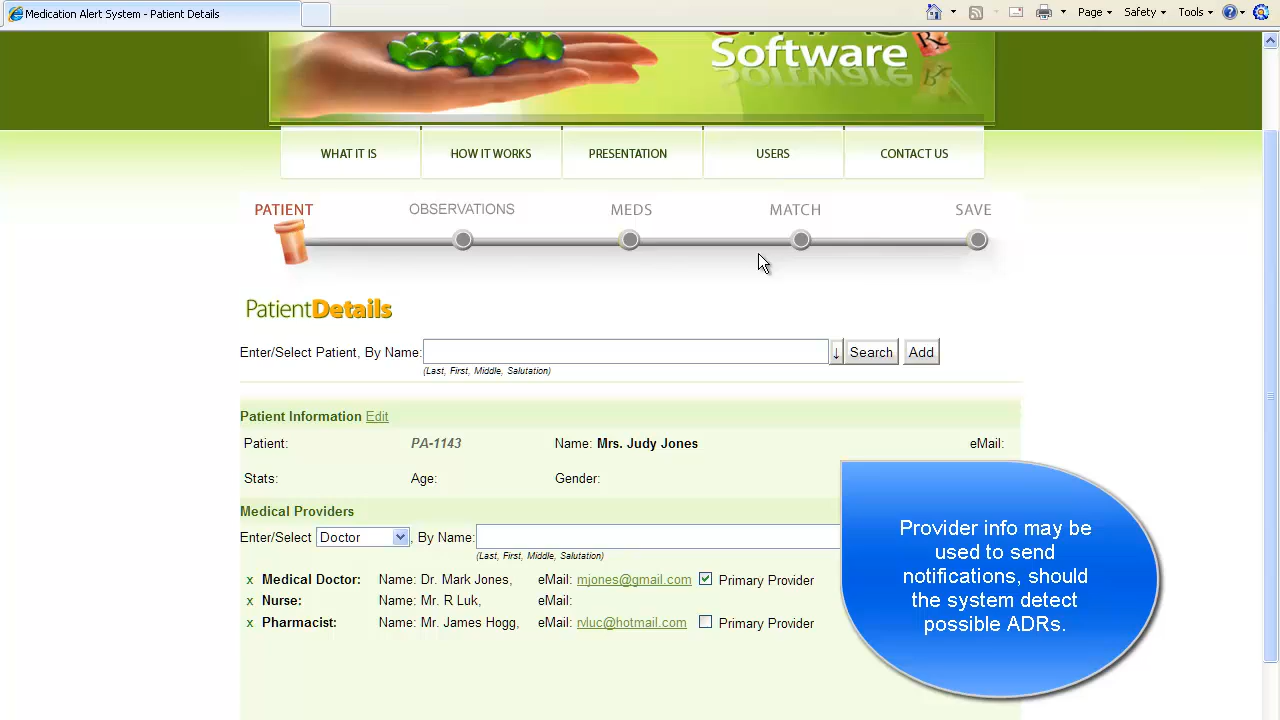 Medication Alert System - Patient Details
Page Safety Tools
Software
WHAT IT IS HOW IT WORKS PRESENTATION USERS CONTACT US
PATIENT OBSERVATIONS MEDS MATCH SAVE
PatientDetails
Enter/Select Patient, By Name: ↓ Search Add
(Last, First, Middle, Salutation)
Patient Information Edit
Patient: PA-1143 Name: Mrs. Judy Jones eMail:
Stats: Age: Gender:
Medical Providers
Enter/Select Doctor , By Name:
(Last, First, Middle, Salutation)
x Medical Doctor: Name: Dr. Mark Jones, eMail: mjones@gmail.com Primary Provider
x Nurse: Name: Mr. R Luk, eMail:
x Pharmacist: Name: Mr. James Hogg, eMail: rvluc@hotmail.com Primary Provider
Provider info may be
used to send
notifications, should
the system detect
possible ADRs.